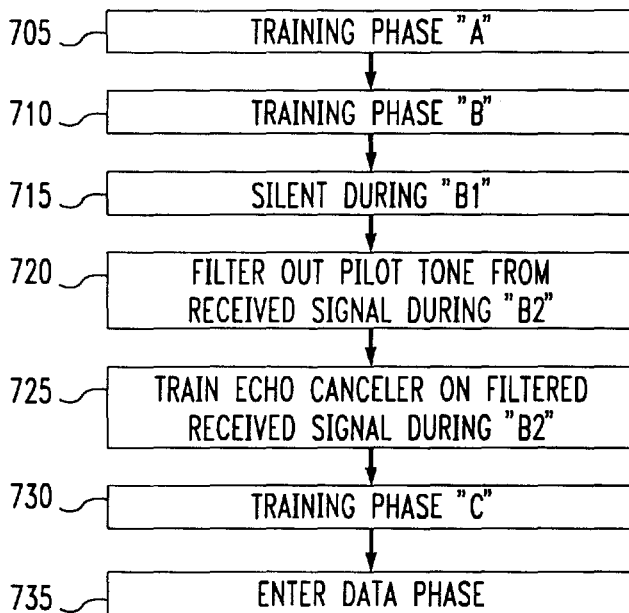 705 TRAINING PHASE "A"
710 TRAINING PHASE "B"
715 SILENT DURING "B1"
720 FILTER OUT PILOT TONE FROM
RECEIVED SIGNAL DURING "B2"
725 TRAIN ECHO CANCELER ON FILTERED
RECEIVED SIGNAL DURING "B2"
730 TRAINING PHASE "C"
735 ENTER DATA PHASE